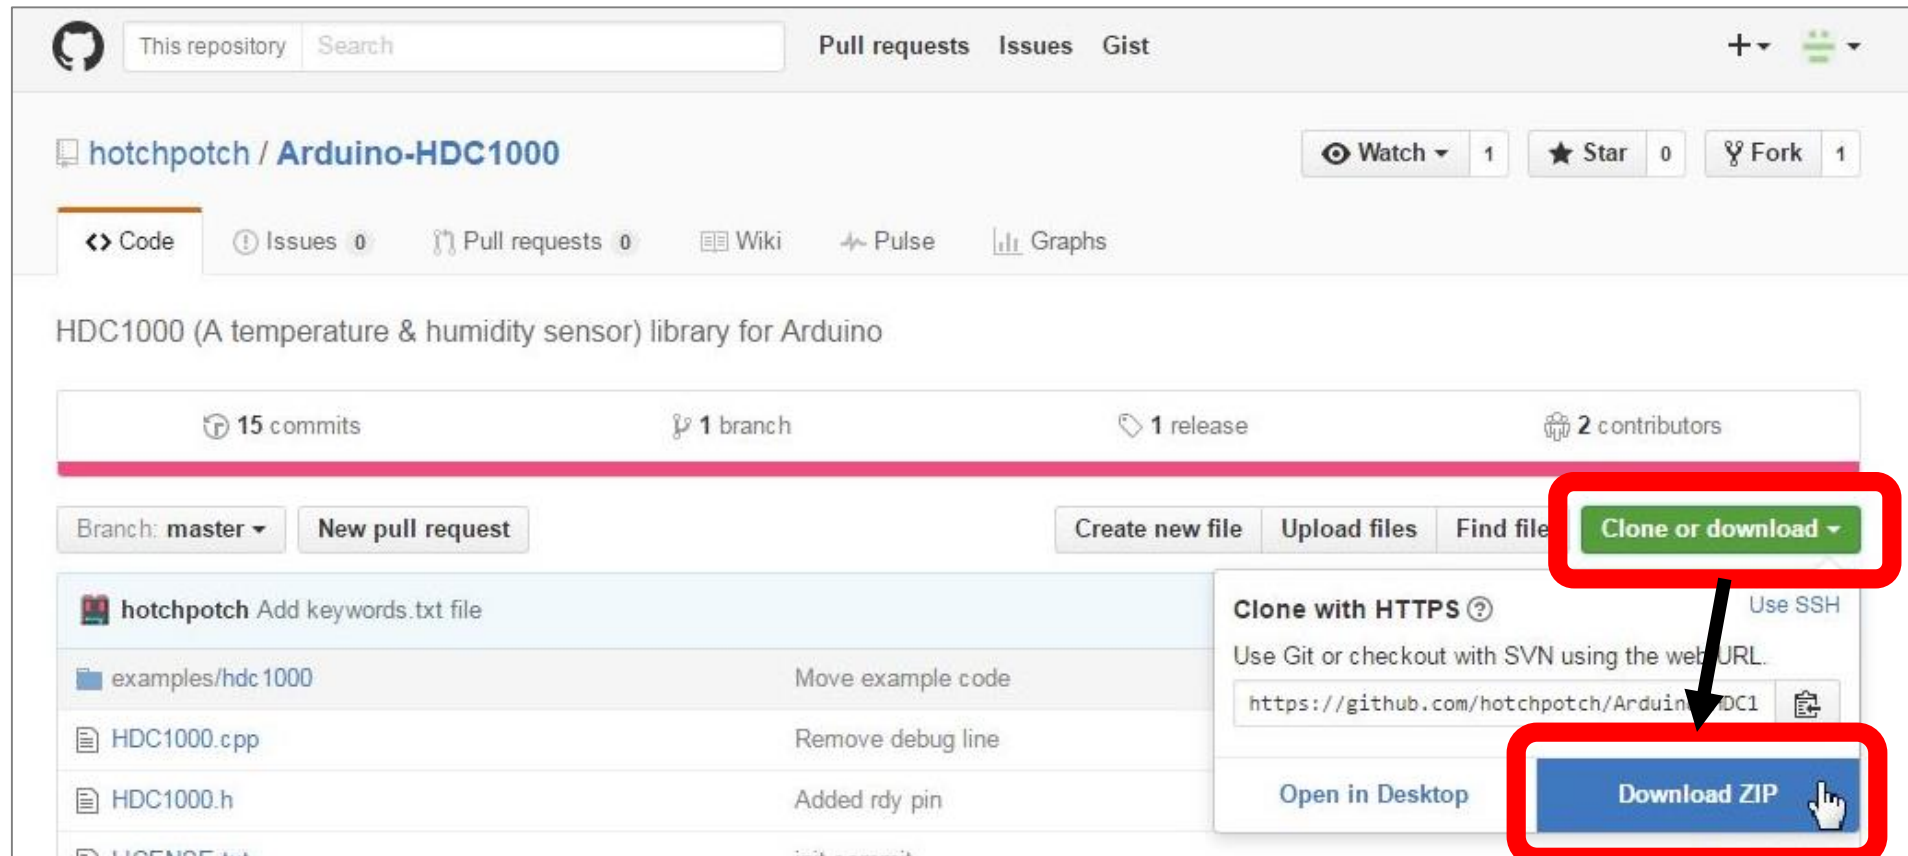 This repository Search Pull requests Issues Gist
hotchpotch / Arduino-HDC1000 Watch 1 Star 0 Fork 1
Code Issues 0 Pull requests 0 Wiki Pulse Graphs
HDC1000 (A temperature & humidity sensor) library for Arduino
15 commits 1 branch 1 release 2 contributors
Branch: master New pull request Create new file Upload files Find file Clone or download
hotchpotch Add keywords.txt file
Clone with HTTPS Use SSH
Use Git or checkout with SVN using the web URL.
examples/hdc1000 Move example code
https://github.com/hotchpotch/Arduino-HDC1
HDC1000.cpp Remove debug line
Open in Desktop Download ZIP
HDC1000.h Added rdy pin